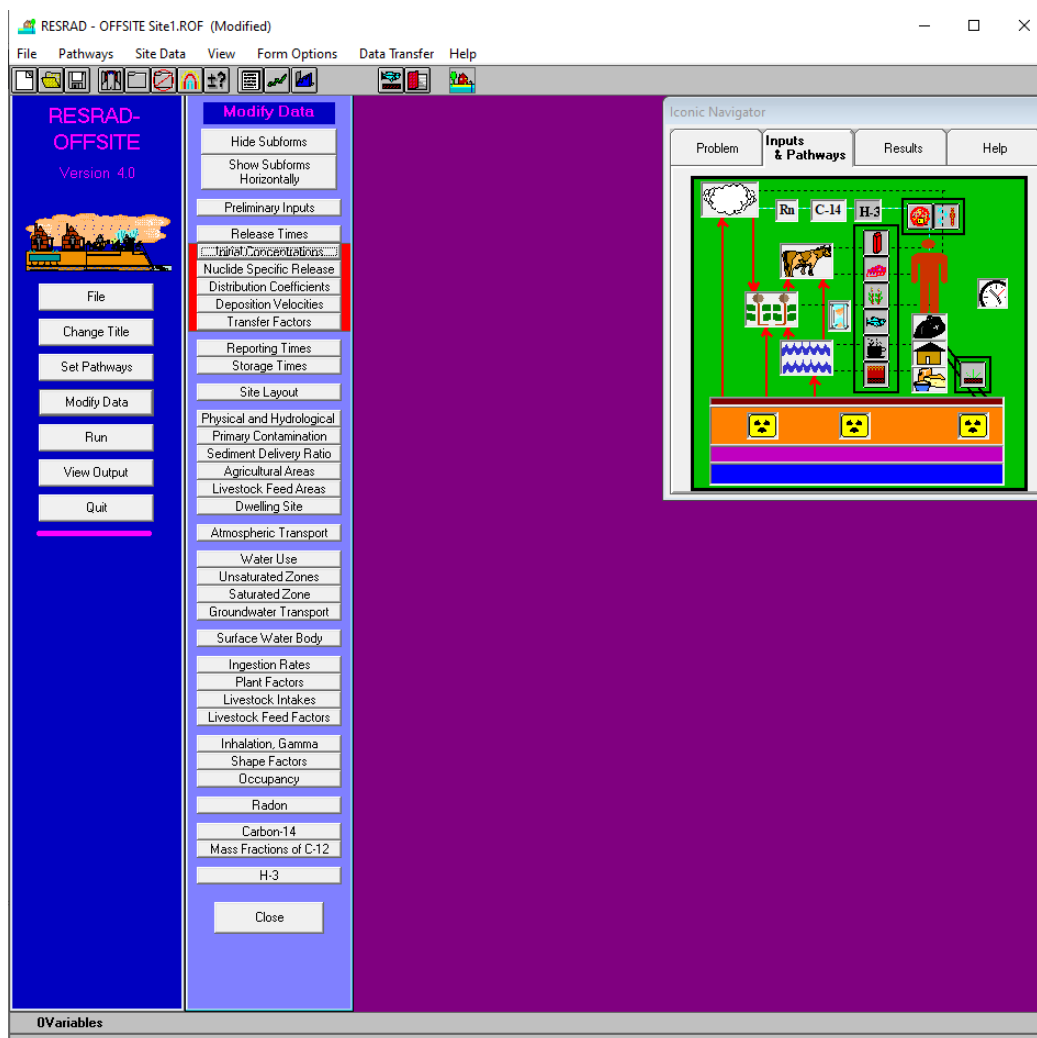 RESRAD - OFFSITE Site1.ROF (Modified)
File Pathways Site Data View Form Options Data Transfer Help
RESRAD-
OFFSITE
Version 4.0
File
Change Title
Set Pathways
Modify Data
Run
View Output
Quit
Modify Data
Hide Subforms
Show Subforms
Horizontally
Preliminary Inputs
Release Times
Initial Concentrations
Nuclide Specific Release
Distribution Coefficients
Deposition Velocities
Transfer Factors
Reporting Times
Storage Times
Site Layout
Physical and Hydrological
Primary Contamination
Sediment Delivery Ratio
Agricultural Areas
Livestock Feed Areas
Dwelling Site
Atmospheric Transport
Water Use
Unsaturated Zones
Saturated Zone
Groundwater Transport
Surface Water Body
Ingestion Rates
Plant Factors
Livestock Intakes
Livestock Feed Factors
Inhalation, Gamma
Shape Factors
Occupancy
Radon
Carbon-14
Mass Fractions of C-12
H-3
Close
Iconic Navigator
Problem
Inputs
& Pathways
Results
Help
Rn C-14 H-3
0Variables